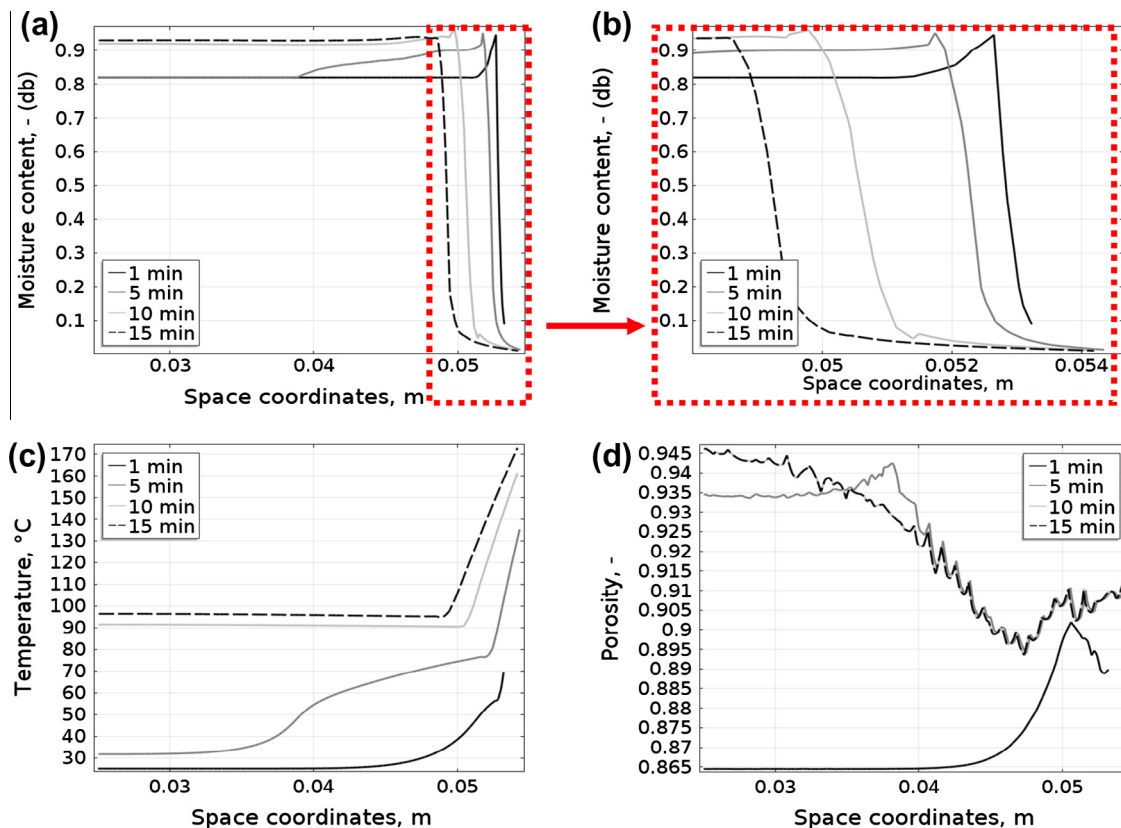 (a)
Moisture content, - (db)
0.9
0.8
0.7
0.6
0.5
0.4
0.3
0.2
0.1
1 min
5 min
10 min
15 min
0.03
0.04
0.05
Space coordinates, m
(b)
Moisture content, - (db)
0.9
0.8
0.7
0.6
0.5
0.4
0.3
0.2
0.1
1 min
5 min
10 min
15 min
0.05
0.052
0.054
Space coordinates, m
(c)
Temperature, °C
170
160
150
140
130
120
110
100
90
80
70
60
50
40
30
1 min
5 min
10 min
15 min
0.03
0.04
0.05
Space coordinates, m
(d)
Porosity, -
0.945
0.94
0.935
0.93
0.925
0.92
0.915
0.91
0.905
0.9
0.895
0.89
0.885
0.88
0.875
0.87
0.865
1 min
5 min
10 min
15 min
0.03
0.04
0.05
Space coordinates, m